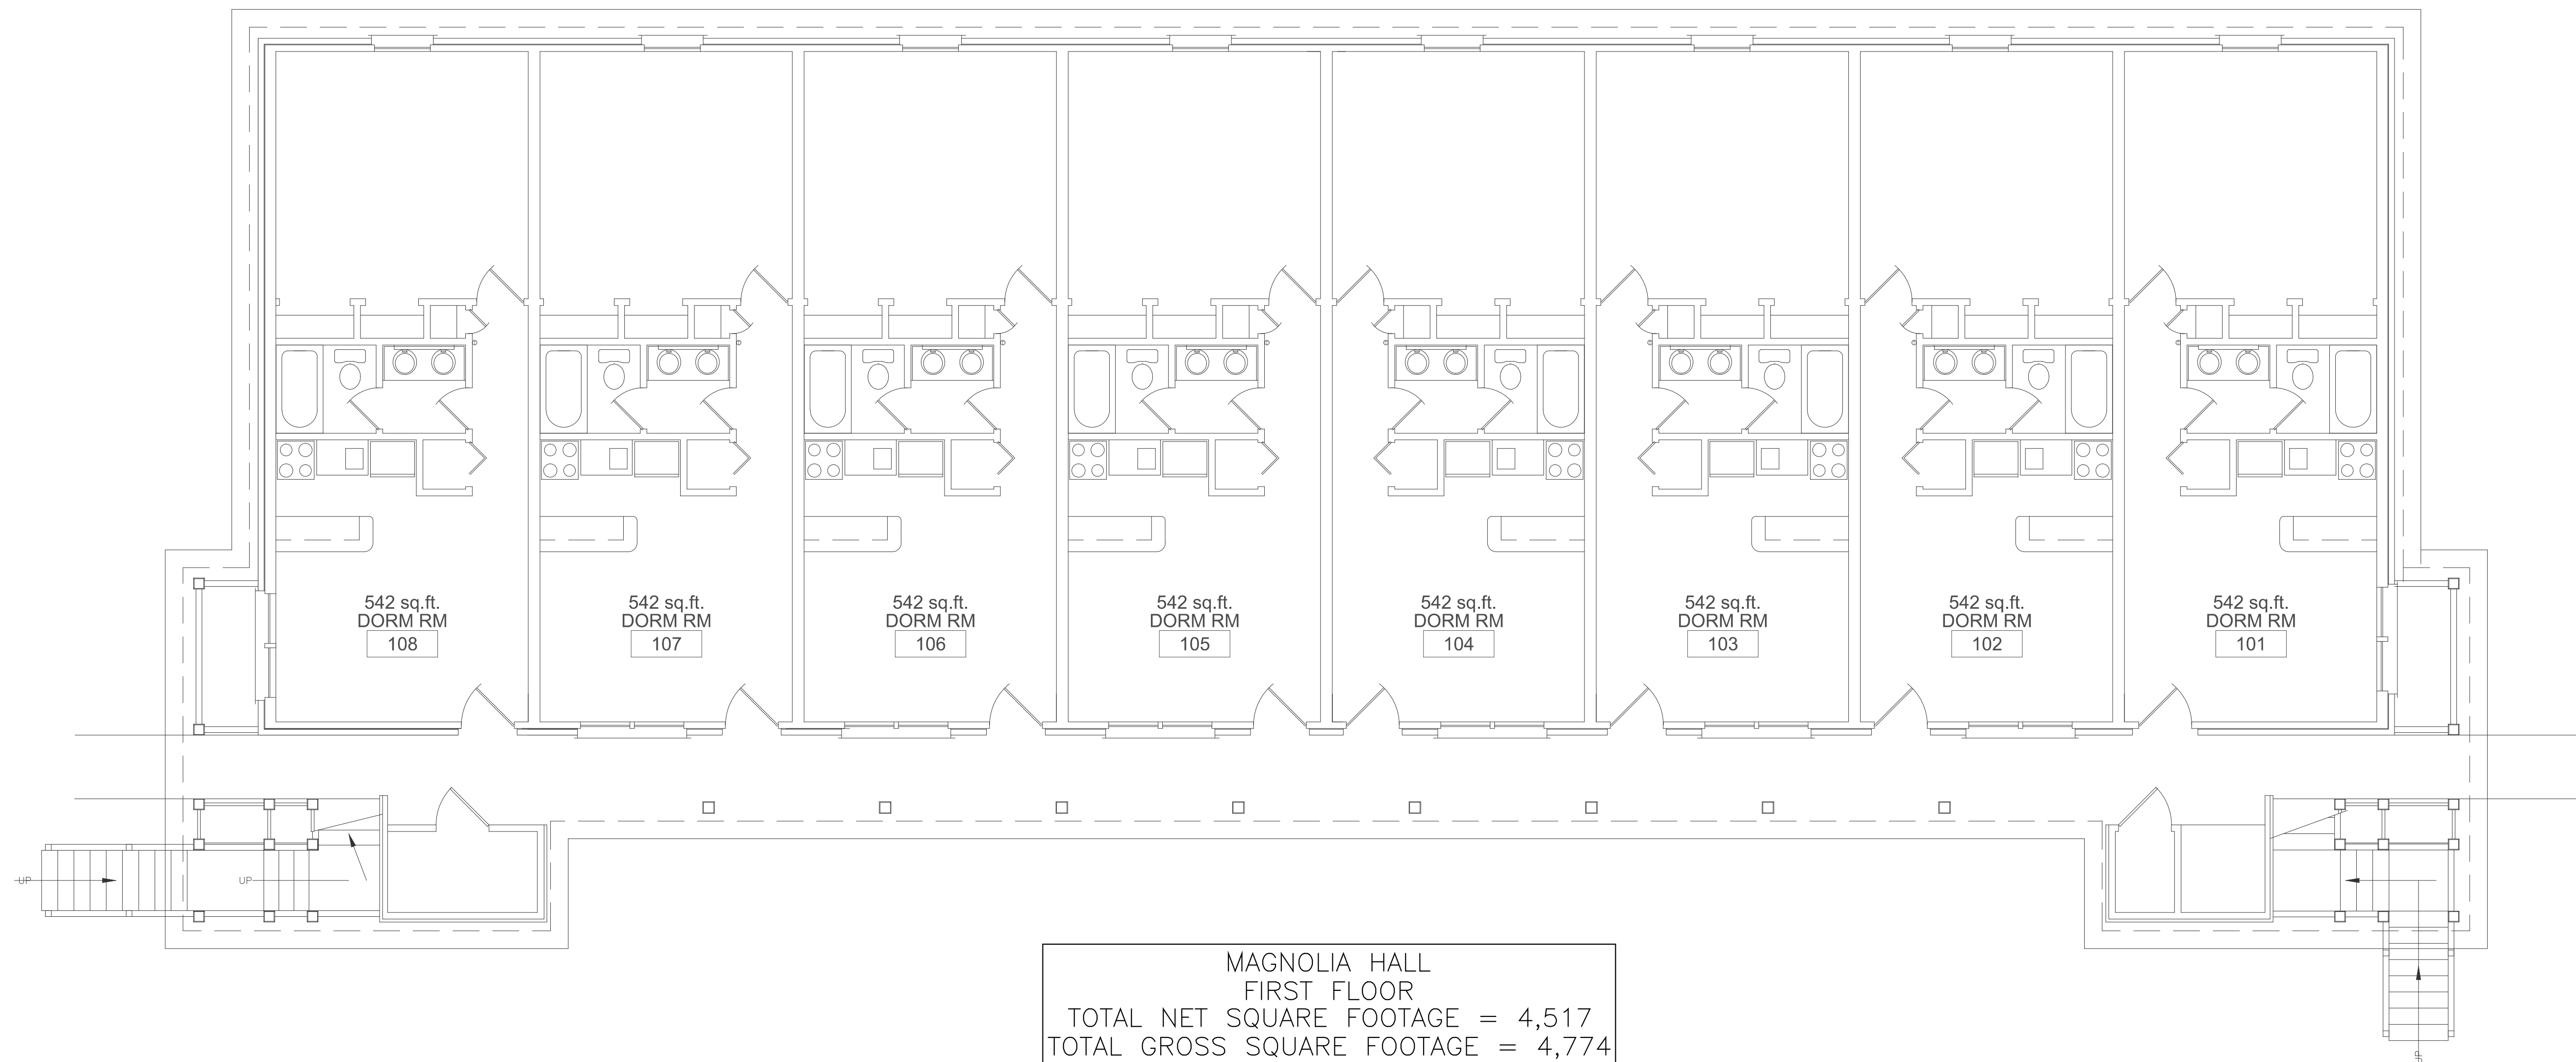 542 sq.ft.
DORM RM
108
542 sq.ft.
DORM RM
107
542 sq.ft.
DORM RM
106
542 sq.ft.
DORM RM
105
542 sq.ft.
DORM RM
104
542 sq.ft.
DORM RM
103
542 sq.ft.
DORM RM
102
542 sq.ft.
DORM RM
101
UP
UP
UP
MAGNOLIA HALL
FIRST FLOOR
TOTAL NET SQUARE FOOTAGE = 4,517
TOTAL GROSS SQUARE FOOTAGE = 4,774